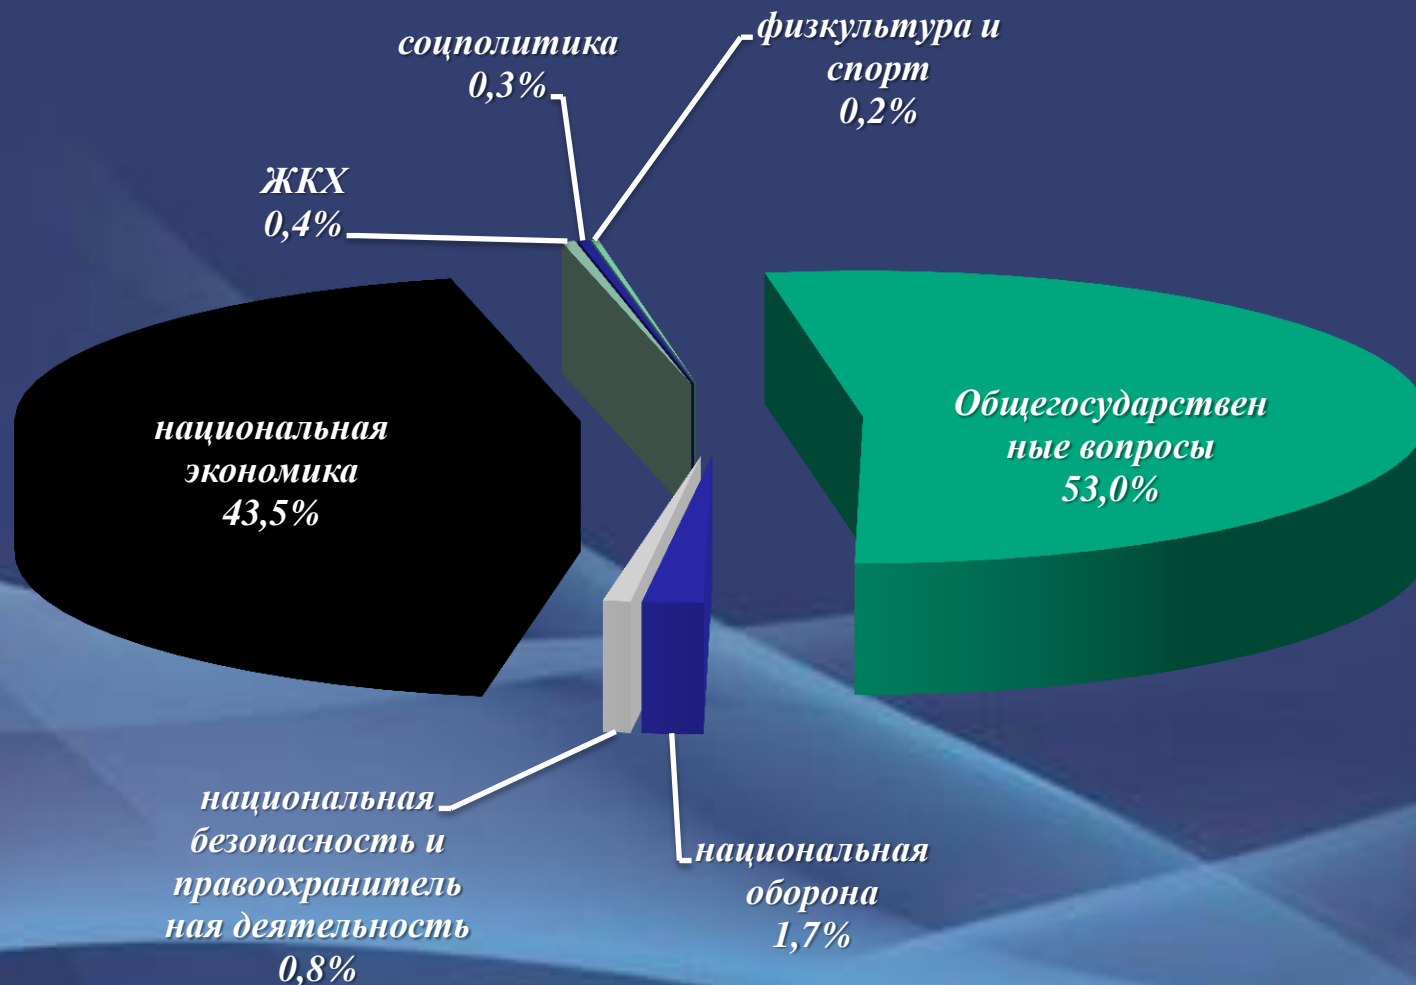 соцполитика
0,3%
физкультура и
спорт
0,2%
ЖКХ
0,4%
национальная
экономика
43,5%
Общегосударствен
ные вопросы
53,0%
национальная
безопасность и
правоохранитель
ная деятельность
0,8%
национальная
оборона
1,7%